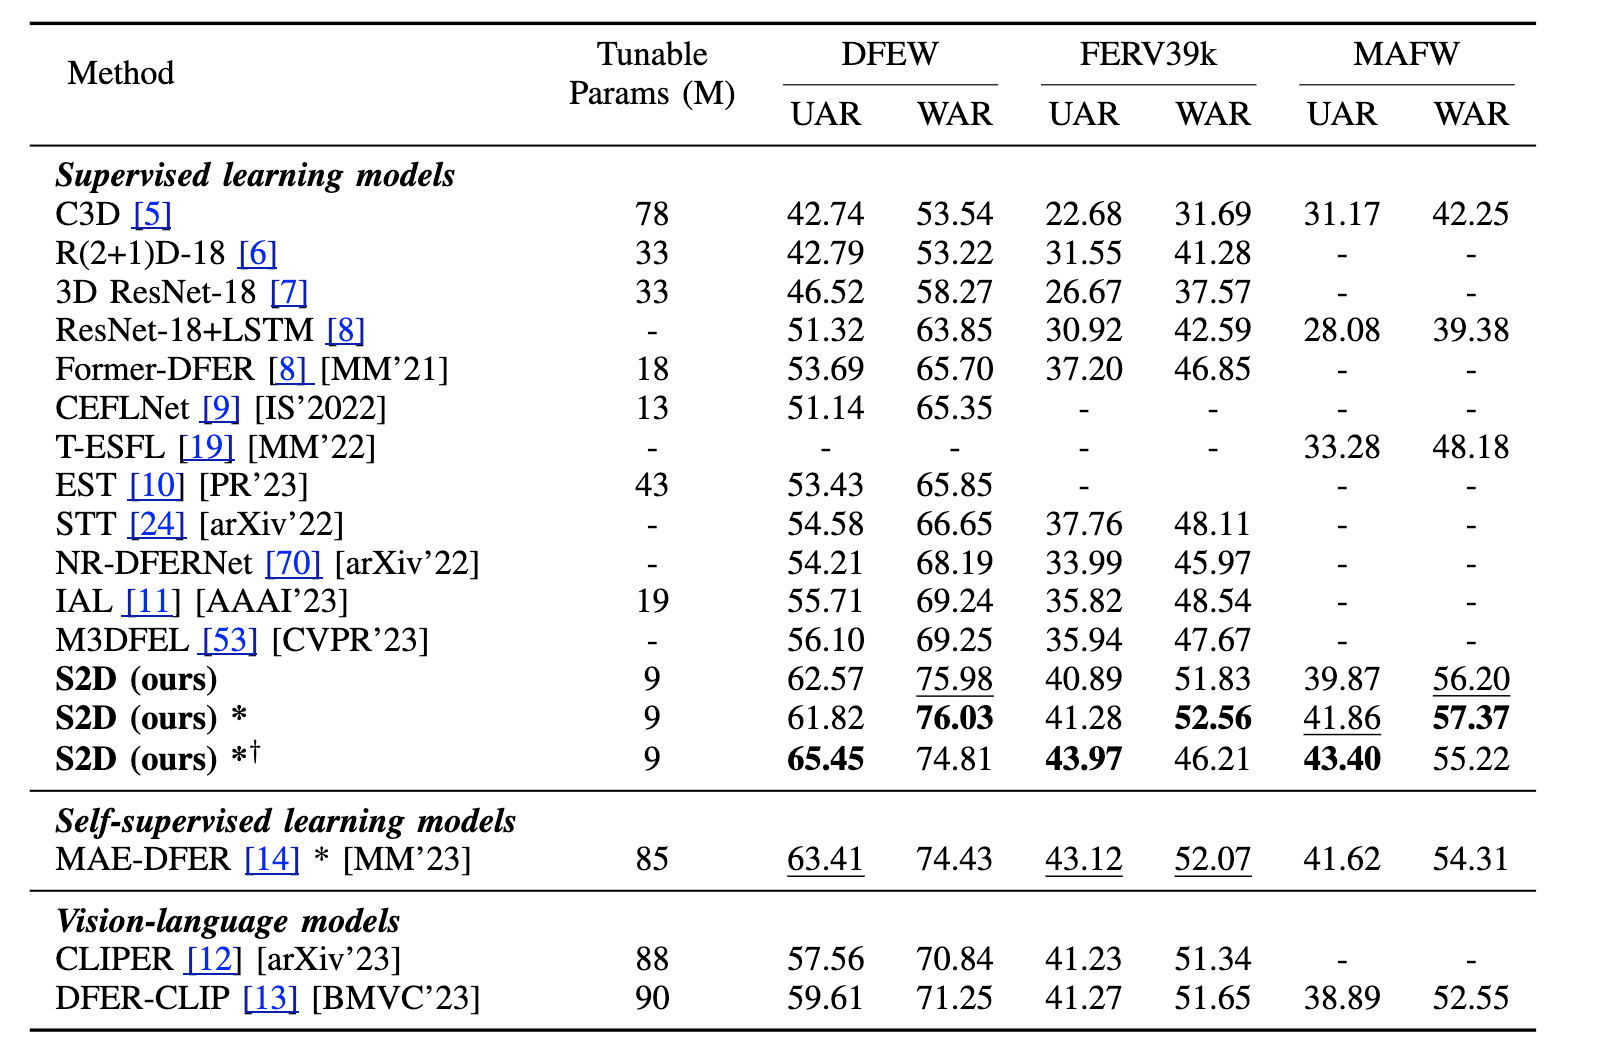 Method Tunable Params (M) DFEW FERV39k MAFW
UAR WAR UAR WAR UAR WAR
Supervised learning models
C3D [5] 78 42.74 53.54 22.68 31.69 31.17 42.25
R(2+1)D-18 [6] 33 42.79 53.22 31.55 41.28 - -
3D ResNet-18 [7] 33 46.52 58.27 26.67 37.57 - -
ResNet-18+LSTM [8] - 51.32 63.85 30.92 42.59 28.08 39.38
Former-DFER [8] [MM’21] 18 53.69 65.70 37.20 46.85 - -
CEFLNet [9] [IS’2022] 13 51.14 65.35 - - - -
T-ESFL [19] [MM’22] - - - - - 33.28 48.18
EST [10] [PR’23] 43 53.43 65.85 - - -
STT [24] [arXiv’22] - 54.58 66.65 37.76 48.11 - -
NR-DFERNet [70] [arXiv’22] - 54.21 68.19 33.99 45.97 - -
IAL [11] [AAAI’23] 19 55.71 69.24 35.82 48.54 - -
M3DFEL [53] [CVPR’23] - 56.10 69.25 35.94 47.67 - -
S2D (ours) 9 62.57 75.98 40.89 51.83 39.87 56.20
S2D (ours) * 9 61.82 76.03 41.28 52.56 41.86 57.37
S2D (ours) *† 9 65.45 74.81 43.97 46.21 43.40 55.22
Self-supervised learning models
MAE-DFER [14] * [MM’23] 85 63.41 74.43 43.12 52.07 41.62 54.31
Vision-language models
CLIPER [12] [arXiv’23] 88 57.56 70.84 41.23 51.34 - -
DFER-CLIP [13] [BMVC’23] 90 59.61 71.25 41.27 51.65 38.89 52.55